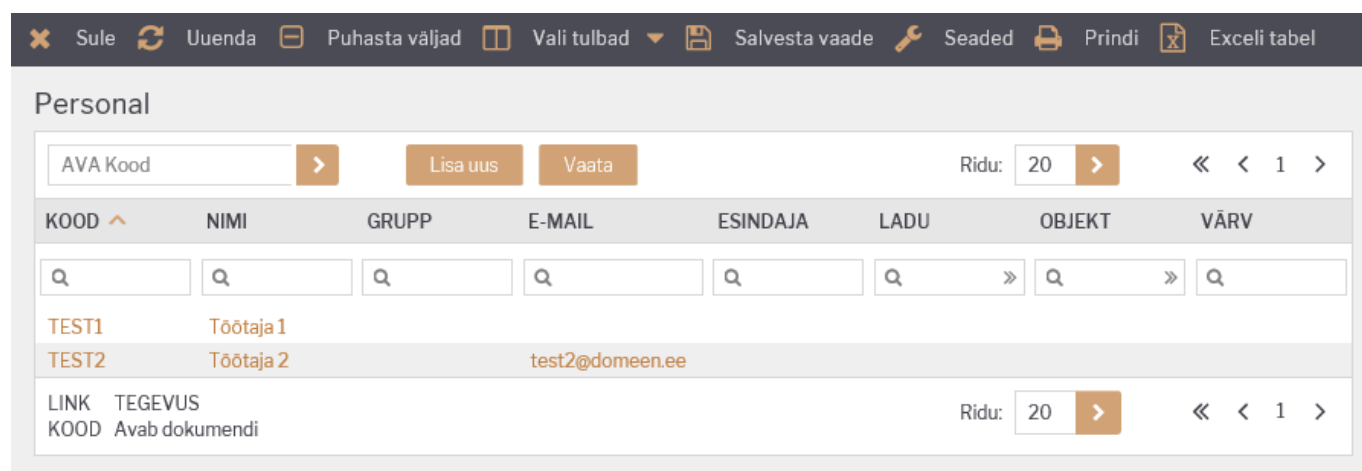 Sule Uuenda Puhasta väljad Vali tulbad Salvesta vaade Seaded Prindi Exceli tabel
Personal
AVA Kood Lisa uus Vaata Ridu: 20 1
KOOD NIMI GRUPP E-MAIL ESINDAJA LADU OBJEKT VÄRV
TEST1 Töötaja 1
TEST2 Töötaja 2 test2@domeen.ee
LINK TEGEVUS Ridu: 20 1
KOOD Avab dokumendi